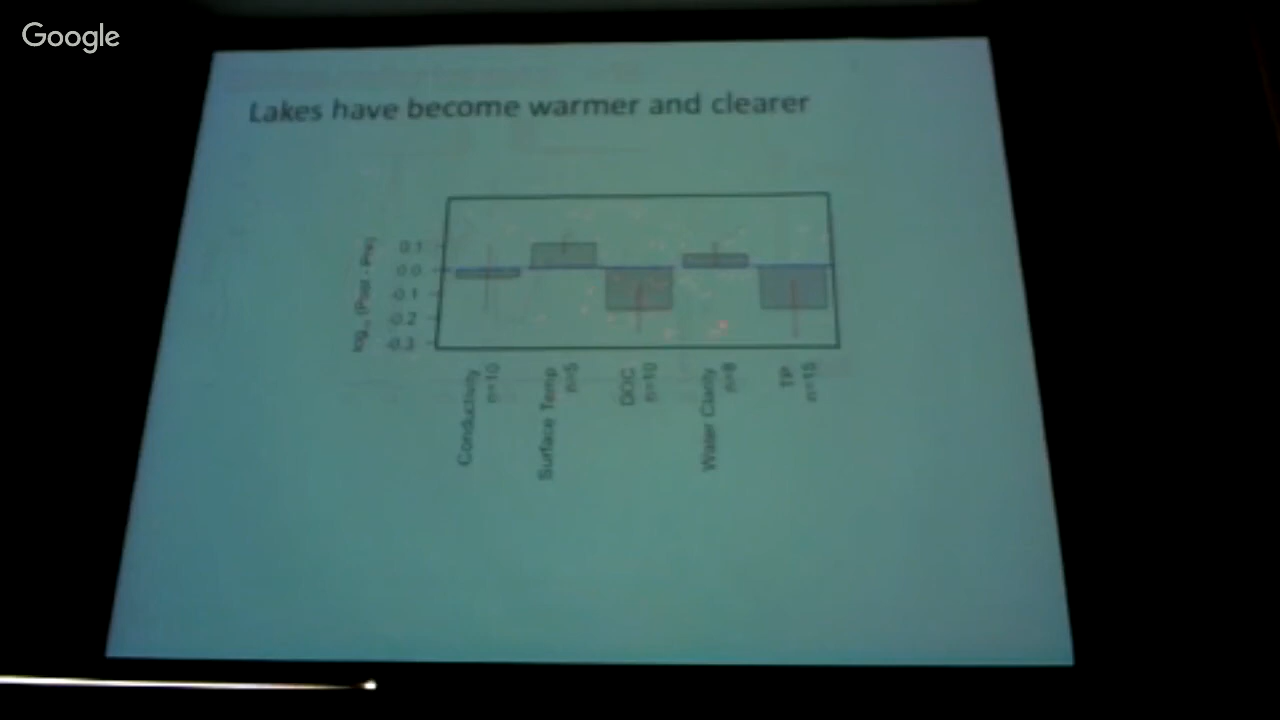 Google
Lakes have become warmer and clearer
0.1
0.0
-0.1
-0.2
-0.3
Conductivity
n=10
Surface Temp
n=5
DOC
n=10
Water Clarity
n=8
TP
n=15